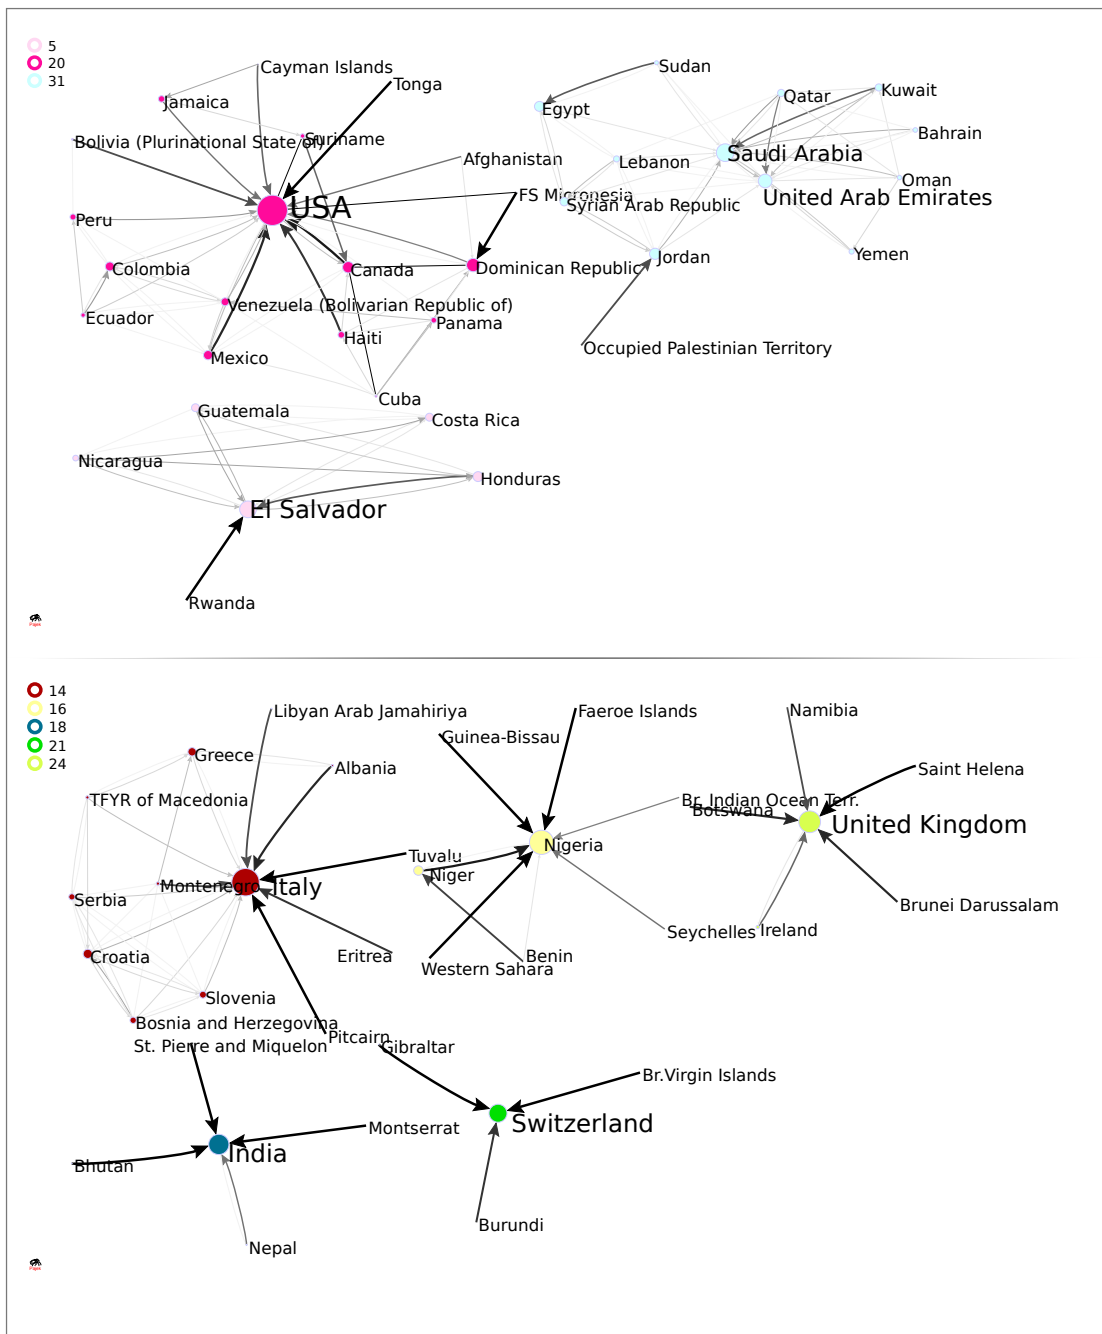 5
20
31
Cayman Islands
Tonga
Jamaica
Bolivia (Plurinational State of)
Suriname
Afghanistan
FS Micronesia
USA
Peru
Colombia
Canada
Dominican Republic
Venezuela (Bolivarian Republic of)
Ecuador
Panama
Haiti
Mexico
Cuba
Sudan
Egypt
Qatar
Kuwait
Bahrain
Lebanon
Saudi Arabia
Oman
United Arab Emirates
Syrian Arab Republic
Jordan
Yemen
Occupied Palestinian Territory
Guatemala
Costa Rica
Nicaragua
Honduras
El Salvador
Rwanda
14
16
18
21
24
Libyan Arab Jamahiriya
Greece
Albania
TFYR of Macedonia
Montenegro
Italy
Serbia
Croatia
Slovenia
Bosnia and Herzegovina
Tuvalu
Eritrea
Pitcairn
Guinea-Bissau
Faeroe Islands
Nigeria
Niger
Western Sahara
Benin
Br. Indian Ocean Terr.
Seychelles
Namibia
Saint Helena
Botswana
United Kingdom
Brunei Darussalam
Ireland
St. Pierre and Miquelon
Gibraltar
Br.Virgin Islands
Switzerland
Montserrat
India
Bhutan
Burundi
Nepal